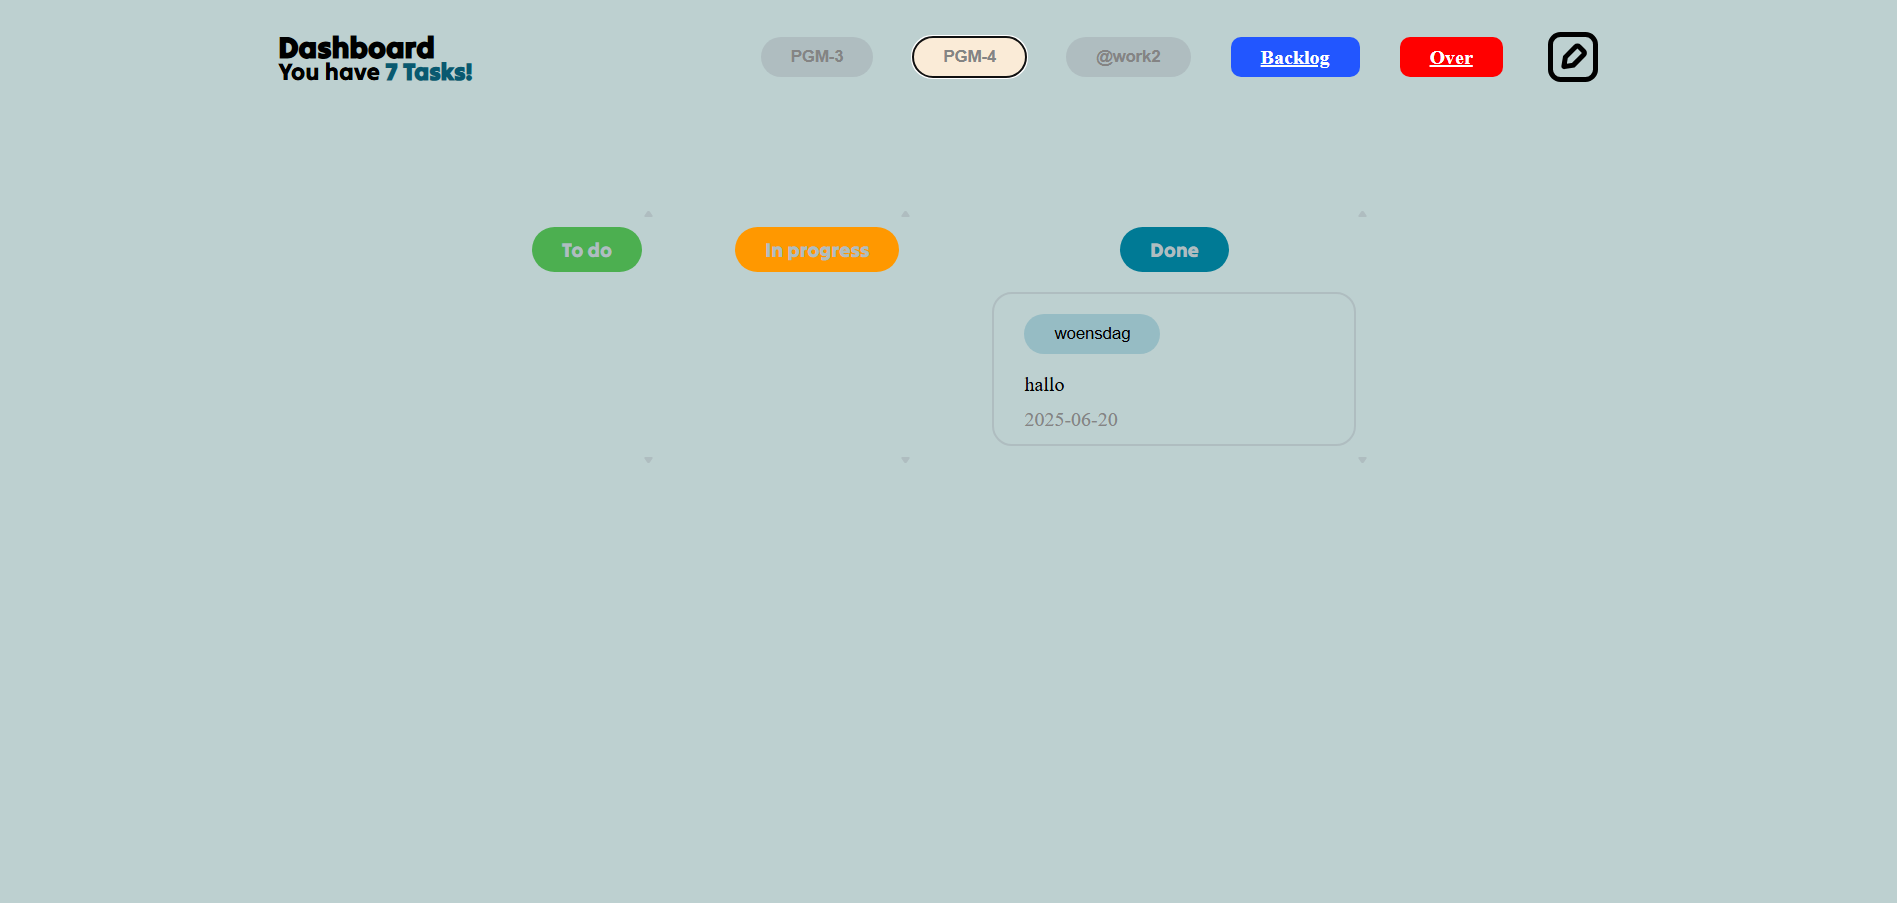 Dashboard
You have 7 Tasks!
PGM-3
PGM-4
@work2
Backlog
Over
To do
In progress
Done
woensdag
hallo
2025-06-20